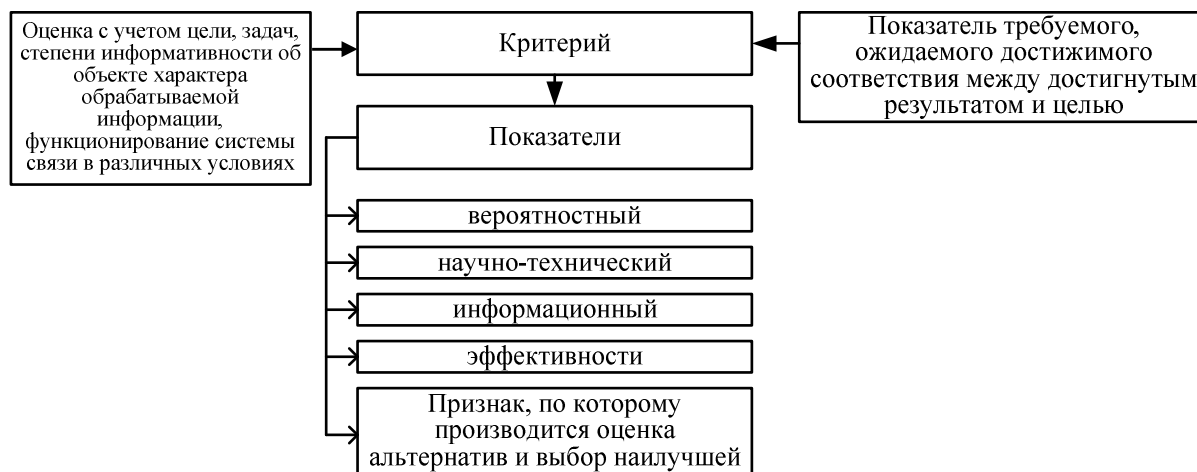 Оценка с учетом цели, задач,
степени информативности об
объекте характера
обрабатываемой
информации,
функционирование системы
связи в различных условиях
Критерий
Показатель требуемого,
ожидаемого достижимого
соответствия между достигнутым
результатом и целью
Показатели
вероятностный
научно-технический
информационный
эффективности
Признак, по которому
производится оценка
альтернатив и выбор наилучшей